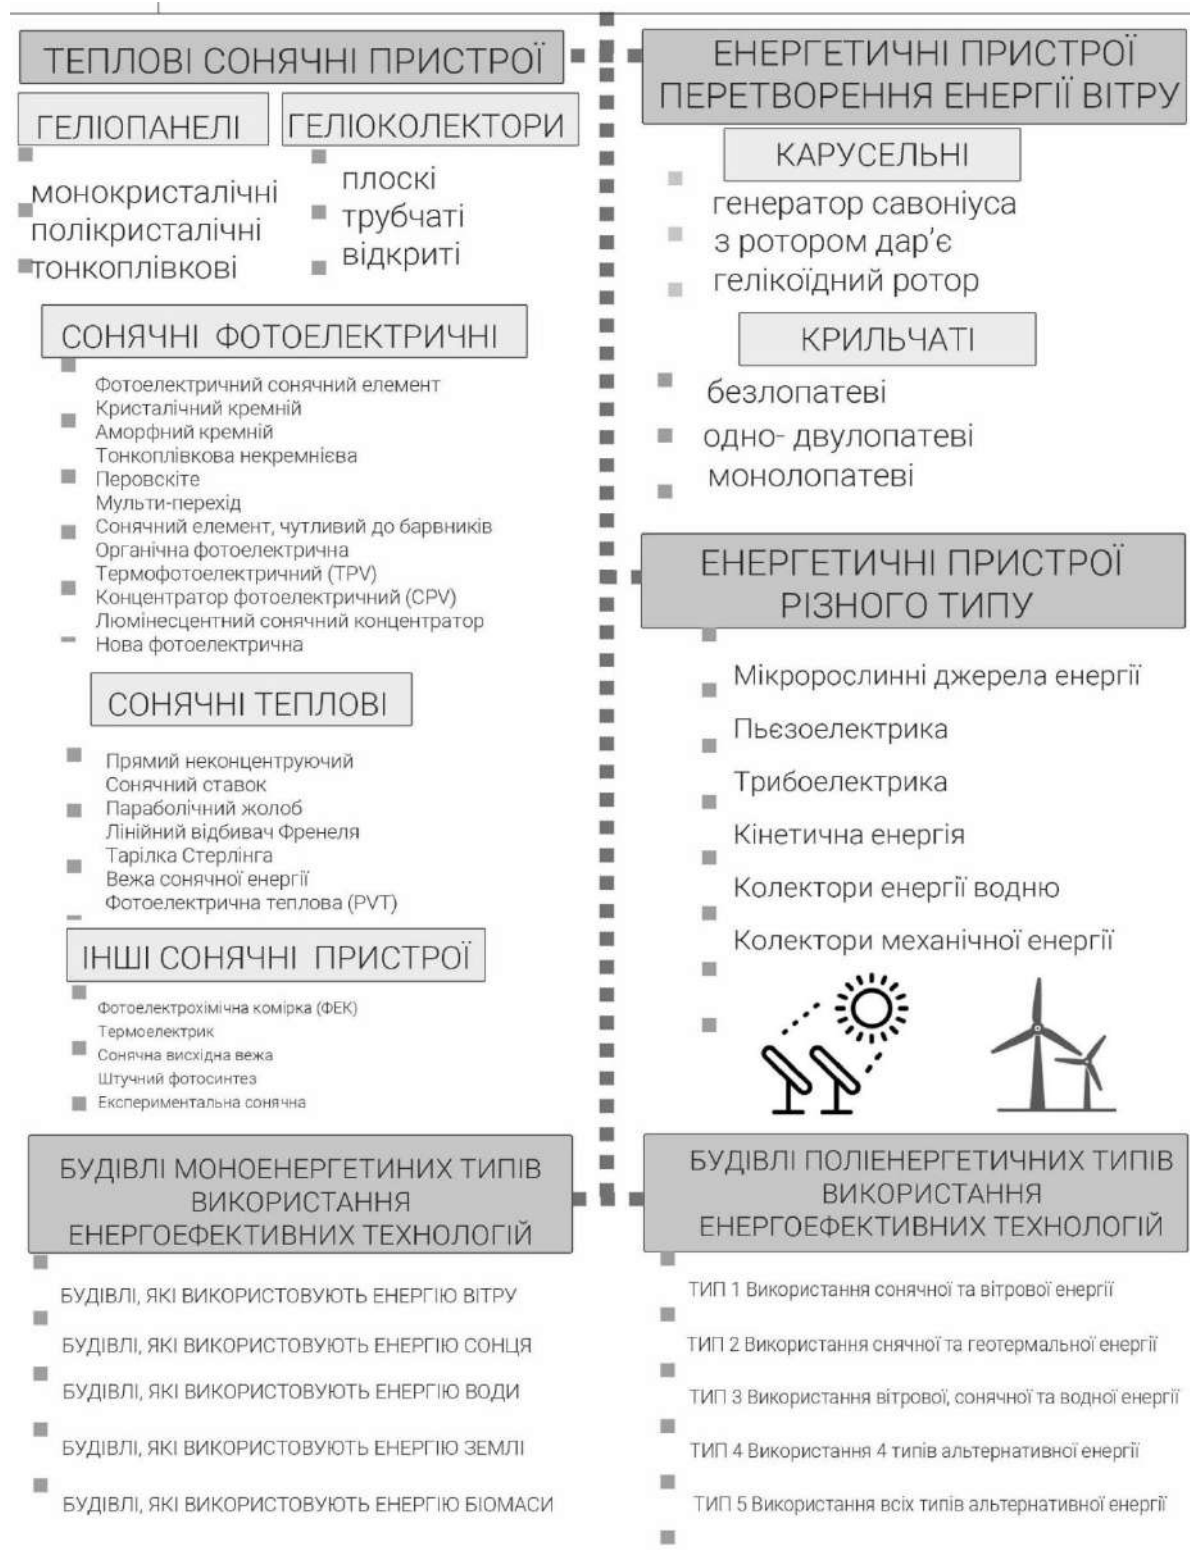 ТЕПЛОВІ СОНЯЧНІ ПРИСТРОЇ
ГЕЛІОПАНЕЛІ
монокристалічні
полікристалічні
тонкоплівкові
ГЕЛІОКОЛЕКТОРИ
плоскі
трубчаті
відкриті
СОНЯЧНІ ФОТОЕЛЕКТРИЧНІ
Фотоелектричний сонячний елемент
Кристалічний кремній
Аморфний кремній
Тонкоплівкова некремнієва
Перовскіте
Мульти-перехід
Сонячний елемент, чутливий до барвників
Органічна фотоелектрична
Термофотоелектричний (TPV)
Концентратор фотоелектричний (CPV)
Люмінесцентний сонячний концентратор
Нова фотоелектрична
СОНЯЧНІ ТЕПЛОВІ
Прямий неконцентруючий
Сонячний ставок
Параболічний жолоб
Лінійний відбивач Френеля
Тарілка Стерлінга
Вежа сонячної енергії
Фотоелектрична теплова (PVT)
ІНШІ СОНЯЧНІ ПРИСТРОЇ
Фотоелектрохімічна комірка (ФЕК)
Термоелектрик
Сонячна висхідна вежа
Штучний фотосинтез
Експериментальна сонячна
БУДІВЛІ МОНОЕНЕРГЕТИНИХ ТИПІВ
ВИКОРИСТАННЯ
ЕНЕРГОЕФЕКТИВНИХ ТЕХНОЛОГІЙ
БУДІВЛІ, ЯКІ ВИКОРИСТОВУЮТЬ ЕНЕРГІЮ ВІТРУ
БУДІВЛІ, ЯКІ ВИКОРИСТОВУЮТЬ ЕНЕРГІЮ СОНЦЯ
БУДІВЛІ, ЯКІ ВИКОРИСТОВУЮТЬ ЕНЕРГІЮ ВОДИ
БУДІВЛІ, ЯКІ ВИКОРИСТОВУЮТЬ ЕНЕРГІЮ ЗЕМЛІ
БУДІВЛІ, ЯКІ ВИКОРИСТОВУЮТЬ ЕНЕРГІЮ БІОМАСИ
ЕНЕРГЕТИЧНІ ПРИСТРОЇ
ПЕРЕТВОРЕННЯ ЕНЕРГІЇ ВІТРУ
КАРУСЕЛЬНІ
генератор савоніуса
з ротором дар'є
гелікоїдний ротор
КРИЛЬЧАТІ
безлопатеві
одно- двулопатеві
монолопатеві
ЕНЕРГЕТИЧНІ ПРИСТРОЇ
РІЗНОГО ТИПУ
Мікророслинні джерела енергії
Пьєзоелектрика
Трибоелектрика
Кінетична енергія
Колектори енергії водню
Колектори механічної енергії
БУДІВЛІ ПОЛІЕНЕРГЕТИЧНИХ ТИПІВ
ВИКОРИСТАННЯ
ЕНЕРГОЕФЕКТИВНИХ ТЕХНОЛОГІЙ
ТИП 1 Використання сонячної та вітрової енергії
ТИП 2 Використання снячної та геотермальної енергії
ТИП 3 Використання вітрової, сонячної та водної енергії
ТИП 4 Використання 4 типів альтернативної енергії
ТИП 5 Використання всіх типів альтернативної енергії